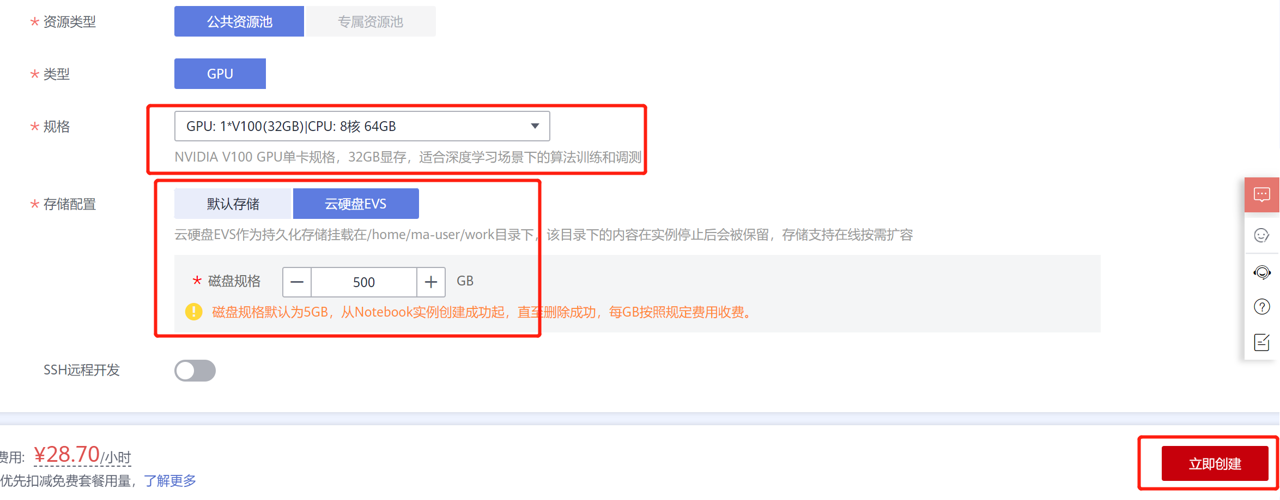 * 资源类型 公共资源池 专属资源池
* 类型 GPU
* 规格 GPU: 1*V100(32GB)|CPU: 8核 64GB
NVIDIA V100 GPU单卡规格，32GB显存，适合深度学习场景下的算法训练和调测
* 存储配置 默认存储 云硬盘EVS
云硬盘EVS作为持久化存储挂载在/home/ma-user/work目录下，该目录下的内容在实例停止后会被保留，存储支持在线按需扩容
* 磁盘规格 — 500 + GB
! 磁盘规格默认为5GB，从Notebook实例创建成功起，直至删除成功，每GB按照规定费用收费。
SSH远程开发
费用: ¥28.70/小时
优先扣减免费套餐用量，了解更多
立即创建